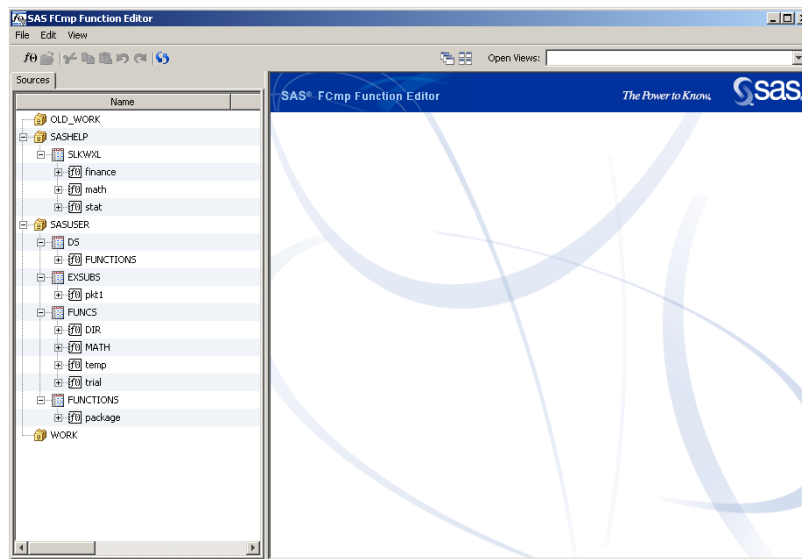 SAS FCmp Function Editor
File Edit View
f() Open Views:
Sources
Name
SAS® FCmp Function Editor The Power to Know. sas.
OLD_WORK
SASHELP
SLKWXL
f() finance
f() math
f() stat
SASUSER
DS
f() FUNCTIONS
EXSUBS
f() pkt1
FUNCS
f() DIR
f() MATH
f() temp
f() trial
FUNCTIONS
f() package
WORK